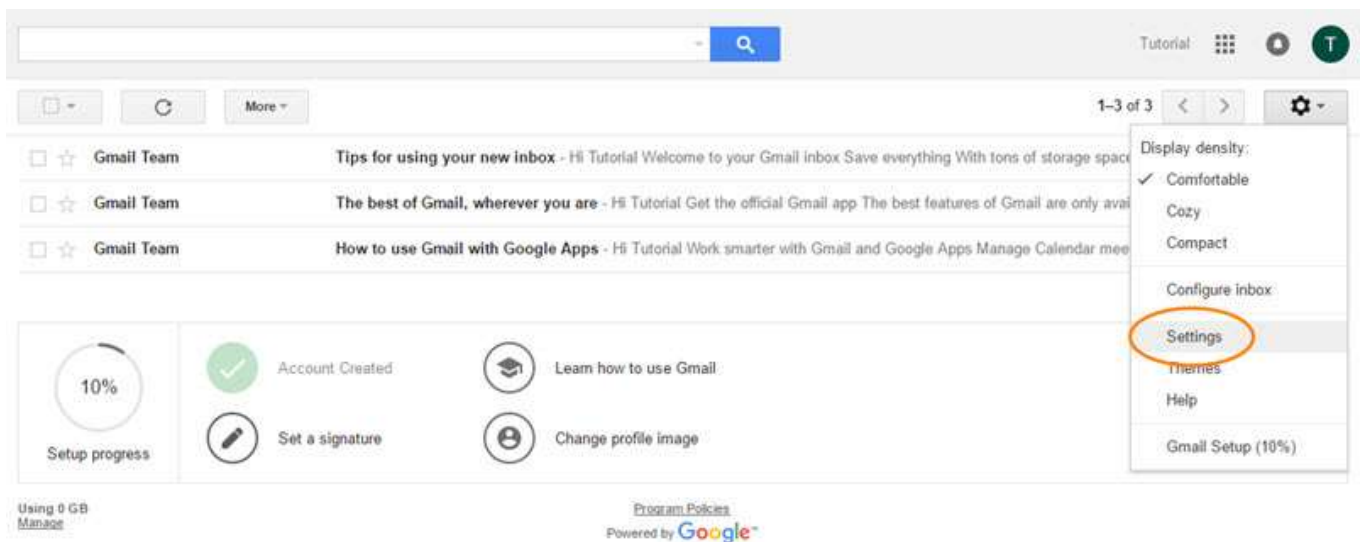 Tutorial
T
More
1–3 of 3
Gmail Team
Tips for using your new inbox - Hi Tutorial Welcome to your Gmail inbox Save everything With tons of storage space
Gmail Team
The best of Gmail, wherever you are - Hi Tutorial Get the official Gmail app The best features of Gmail are only avai
Gmail Team
How to use Gmail with Google Apps - Hi Tutorial Work smarter with Gmail and Google Apps Manage Calendar mee
Display density:
Comfortable
Cozy
Compact
Configure inbox
Settings
Themes
Help
Gmail Setup (10%)
10%
Setup progress
Account Created
Learn how to use Gmail
Set a signature
Change profile image
Using 0 GB
Manage
Program Policies
Powered by Google™